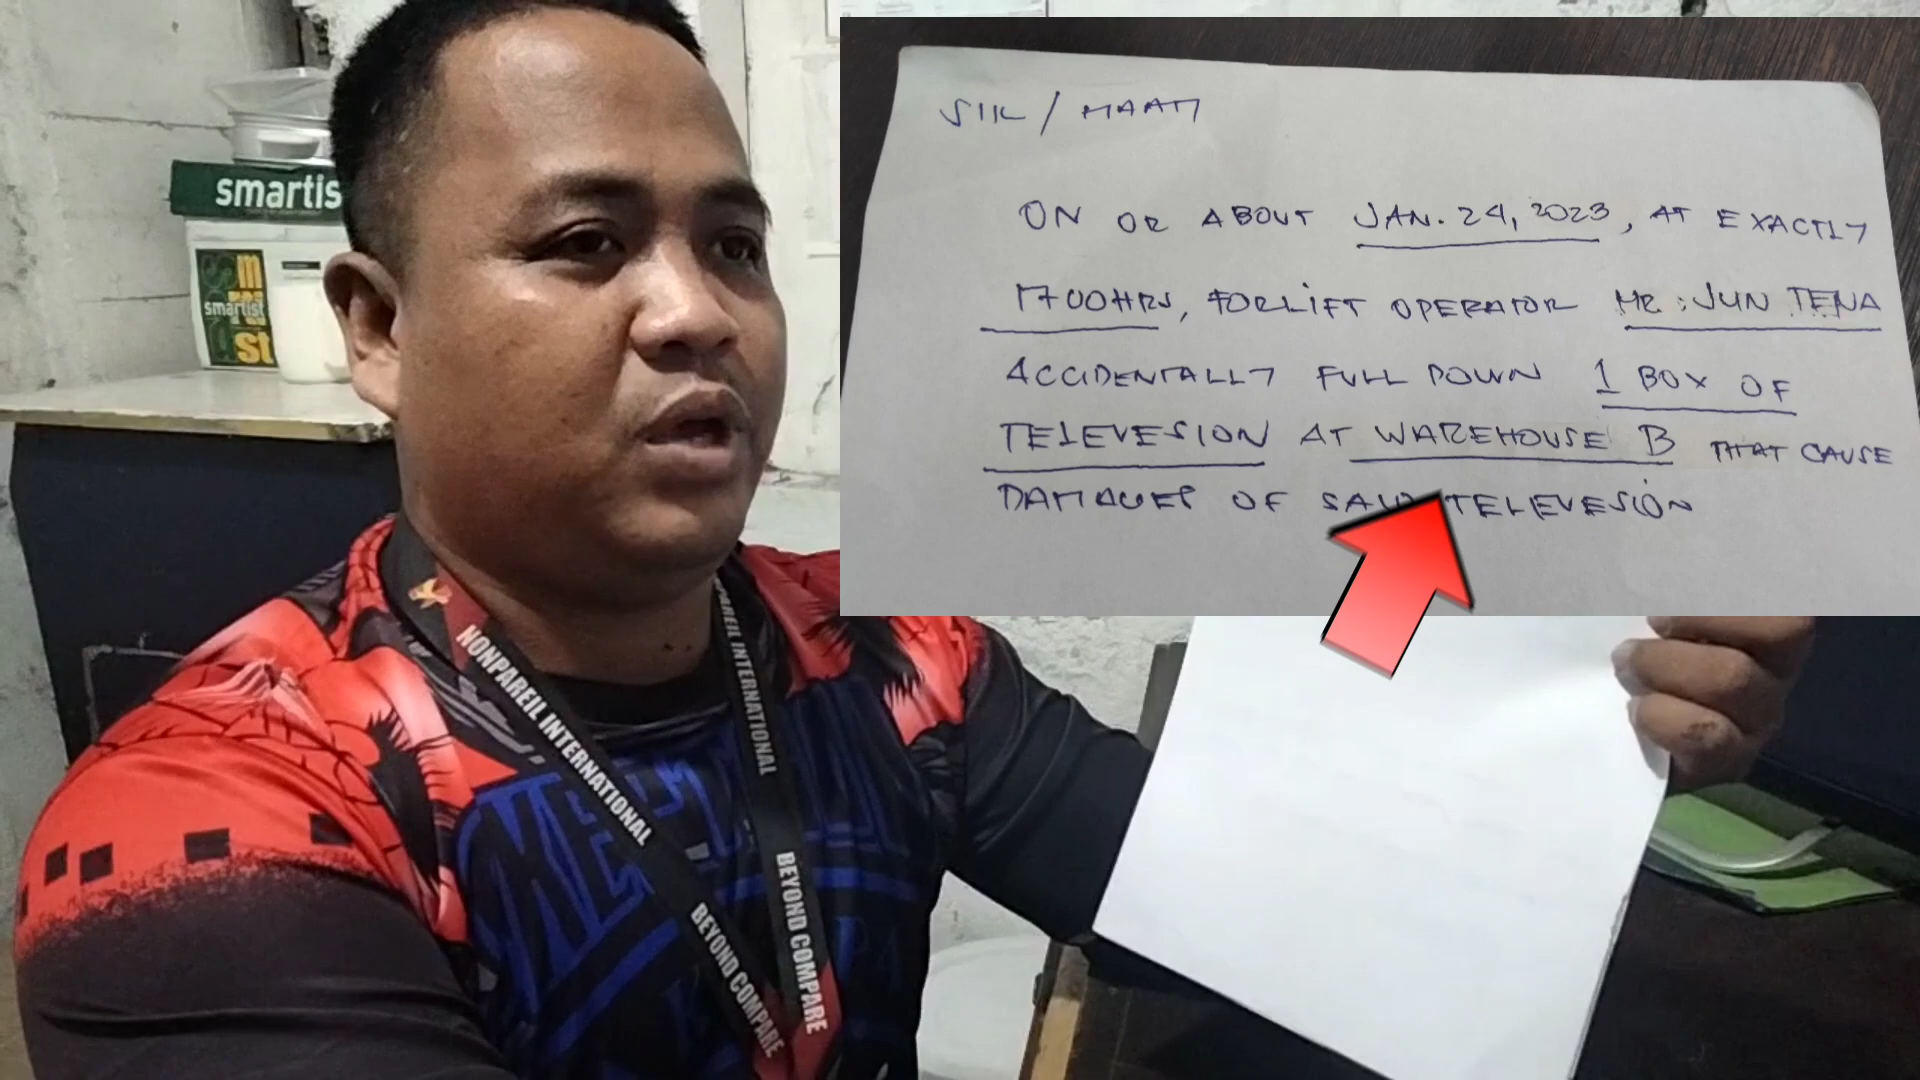 SIR / MAAM
ON OR ABOUT JAN. 24, 2023, AT EXACTLY
1700HRS, FORLIFT OPERATOR MR: JUN TENA
ACCIDENTALLY FULL DOWN 1 BOX OF
TELEVESION AT WAREHOUSE B THAT CAUSE
DAMAGES OF SAID TELEVESION
smartis
smartist
st
NONPAREIL INTERNATIONAL
BEYOND COMPARE
PAREIL INTERNATIONAL
BEYOND COMPARE